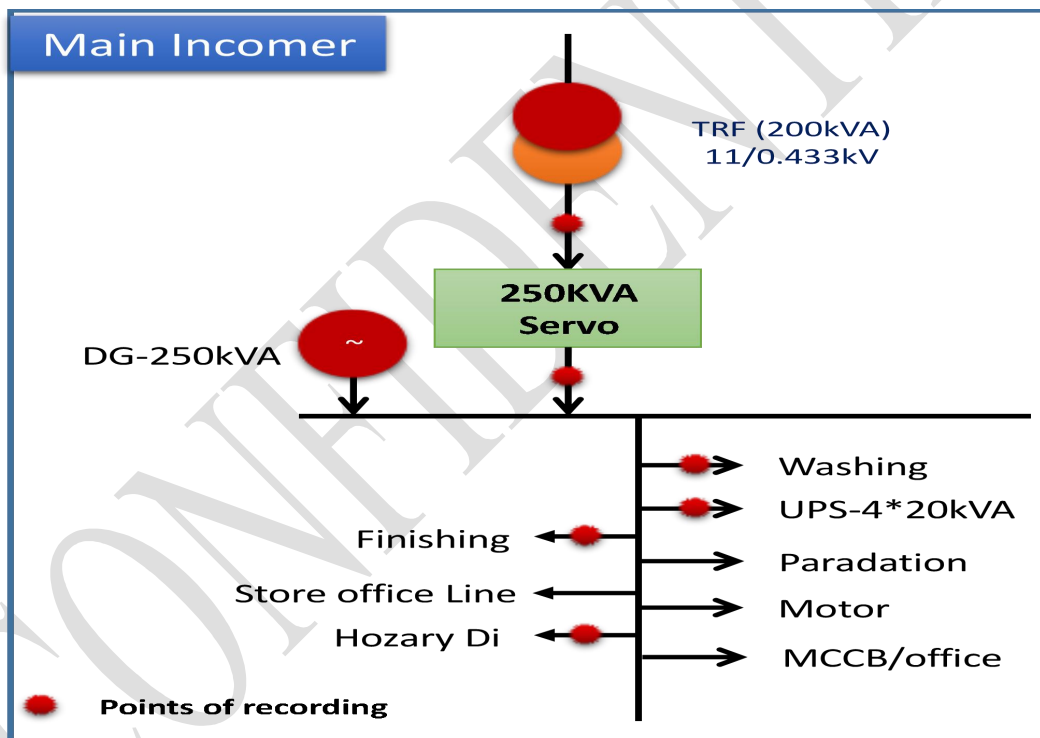 Main Incomer
TRF (200kVA)
11/0.433kV
250KVA
Servo
DG-250kVA
~
Washing
UPS-4*20kVA
Finishing
Paradation
Store office Line
Motor
Hozary Di
MCCB/office
Points of recording
CONFIDENTI